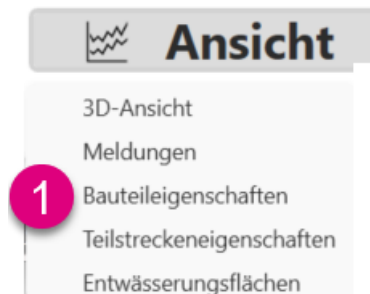 Ansicht
3D-Ansicht
Meldungen
1 Bauteileigenschaften
Teilstreckeneigenschaften
Entwässerungsflächen